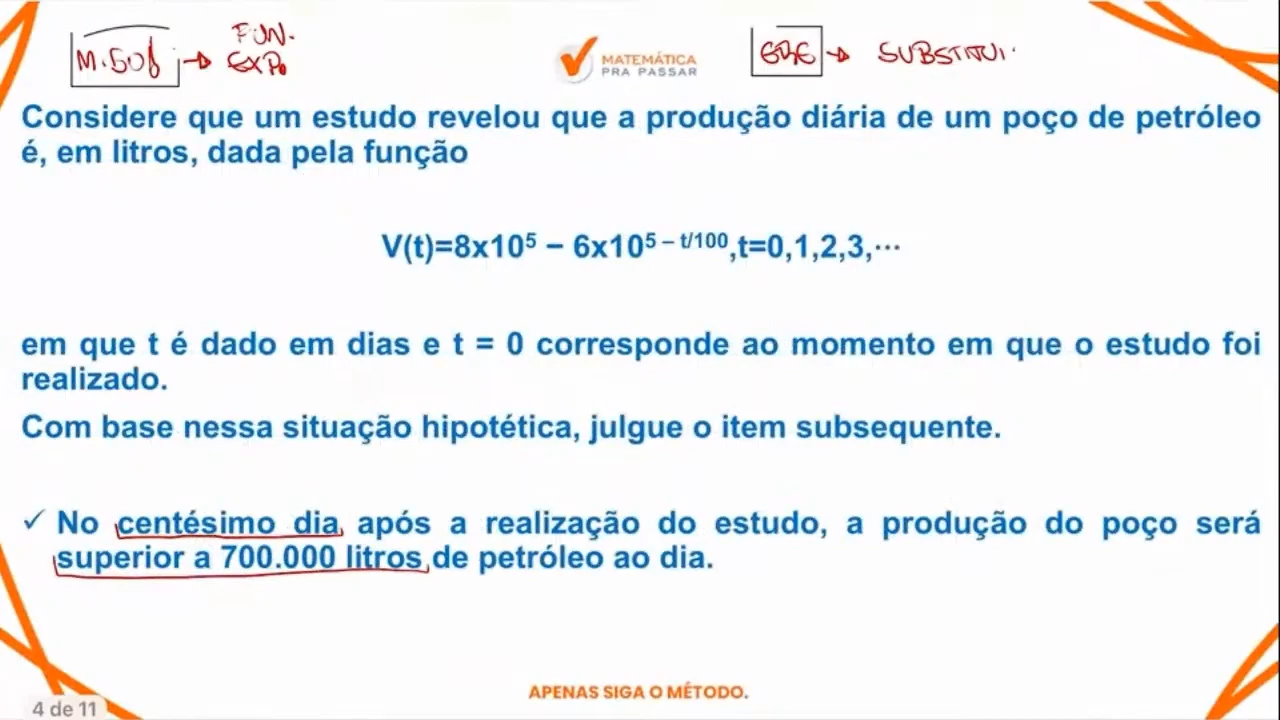 FUN.
EXP.
MATEMÁTICA
PRA PASSAR
SUBSTITUI.
Considere que um estudo revelou que a produção diária de um poço de petróleo
é, em litros, dada pela função
V(t)=8x10⁵ – 6x10⁵ ⁻ ᵗ/¹⁰⁰,t=0,1,2,3,⋯
em que t é dado em dias e t = 0 corresponde ao momento em que o estudo foi
realizado.
Com base nessa situação hipotética, julgue o item subsequente.
✓ No centésimo dia após a realização do estudo, a produção do poço será
superior a 700.000 litros de petróleo ao dia.
APENAS SIGA O MÉTODO.
4 de 11